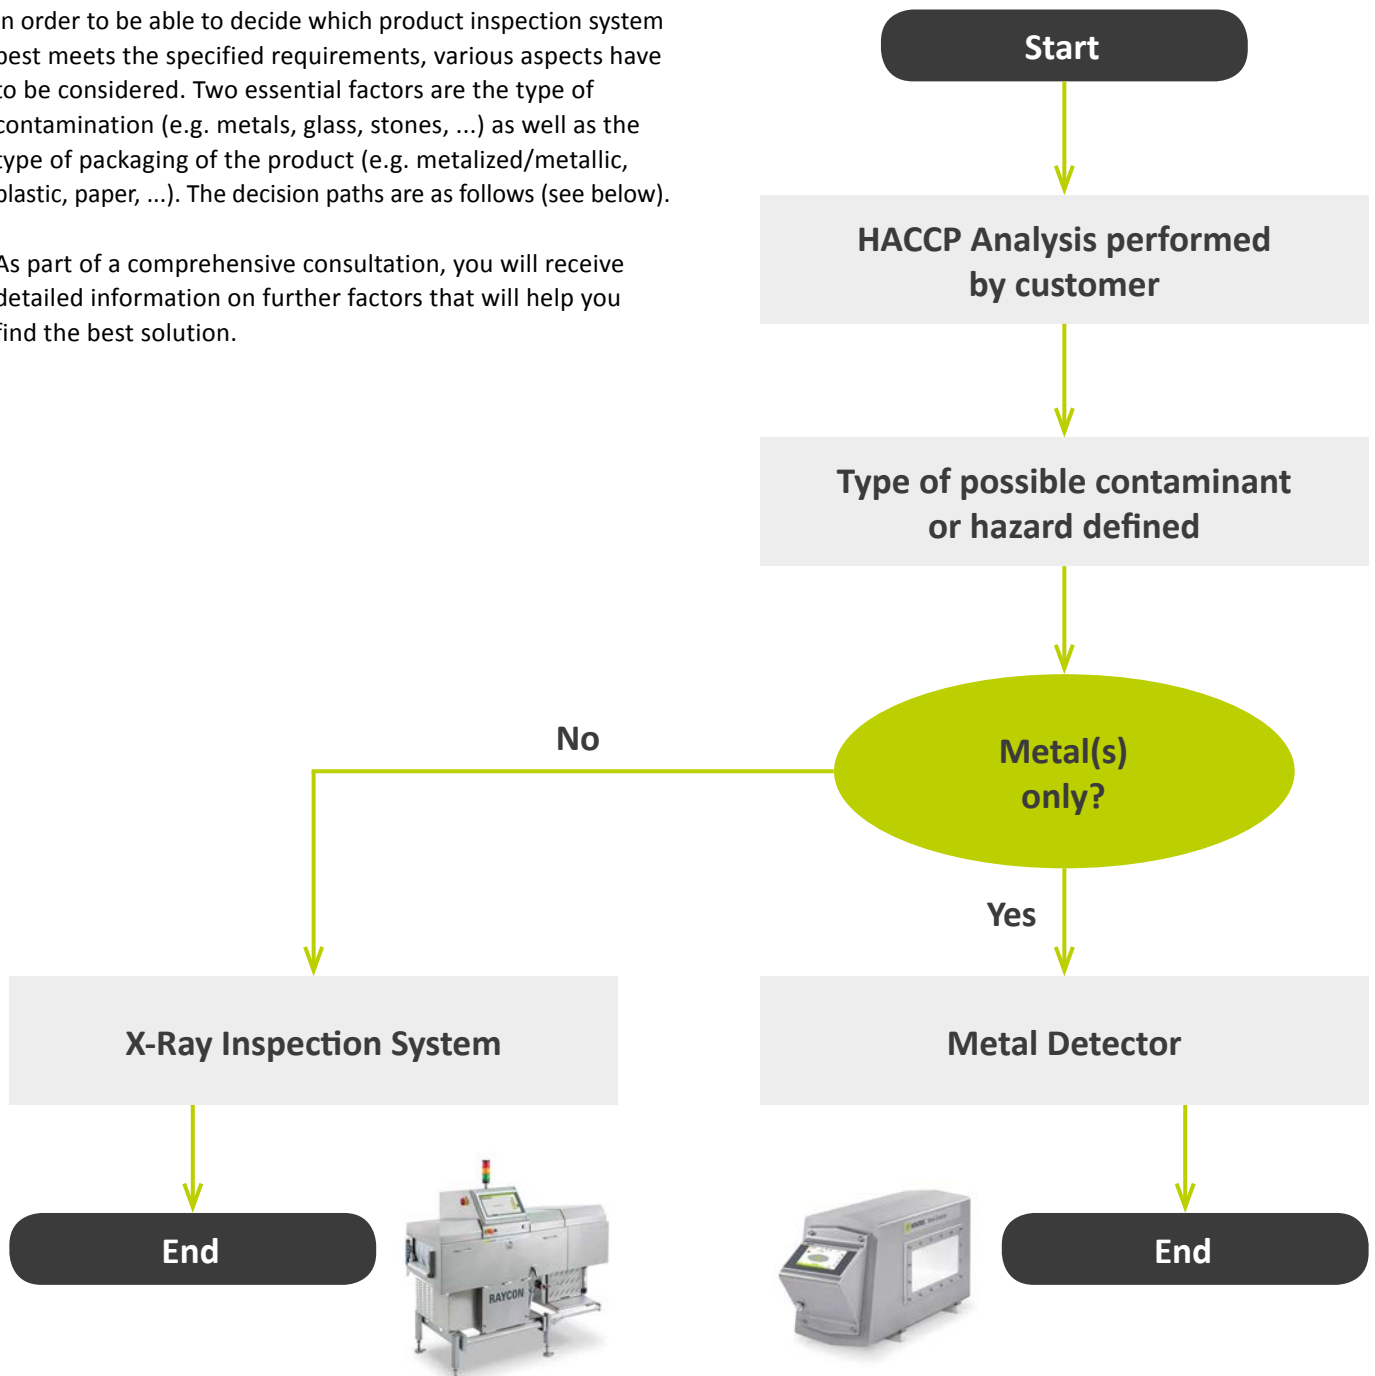 n order to be able to decide which product inspection system
best meets the specified requirements, various aspects have
to be considered. Two essential factors are the type of
contamination (e.g. metals, glass, stones, ...) as well as the
type of packaging of the product (e.g. metalized/metallic,
plastic, paper, ...). The decision paths are as follows (see below).
As part of a comprehensive consultation, you will receive
detailed information on further factors that will help you
find the best solution.
Start
HACCP Analysis performed
by customer
Type of possible contaminant
or hazard defined
Metal(s)
only?
No
Yes
X-Ray Inspection System
Metal Detector
End
RAYCON
End